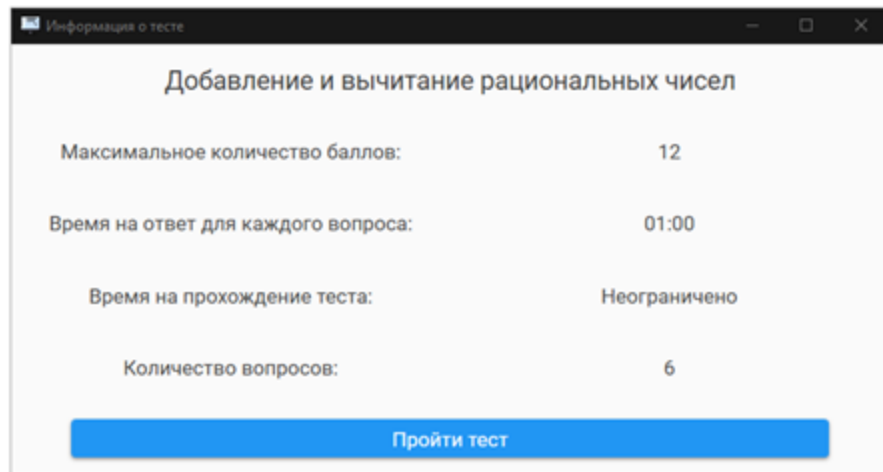 Информация о тесте
Добавление и вычитание рациональных чисел
Максимальное количество баллов: 12
Время на ответ для каждого вопроса: 01:00
Время на прохождение теста: Неограничено
Количество вопросов: 6
Пройти тест